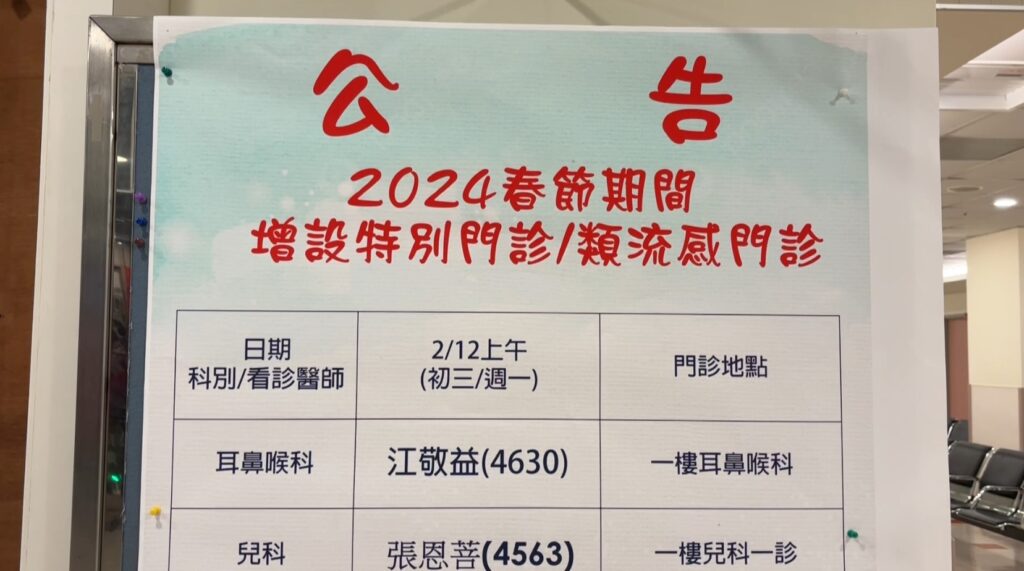 公告
2024春節期間
增設特別門診/類流感門診
日期
科別/看診醫師
2/12上午
(初三/週一)
門診地點
耳鼻喉科
江敬益(4630)
一樓耳鼻喉科
兒科
張恩菩(4563)
一樓兒科一診